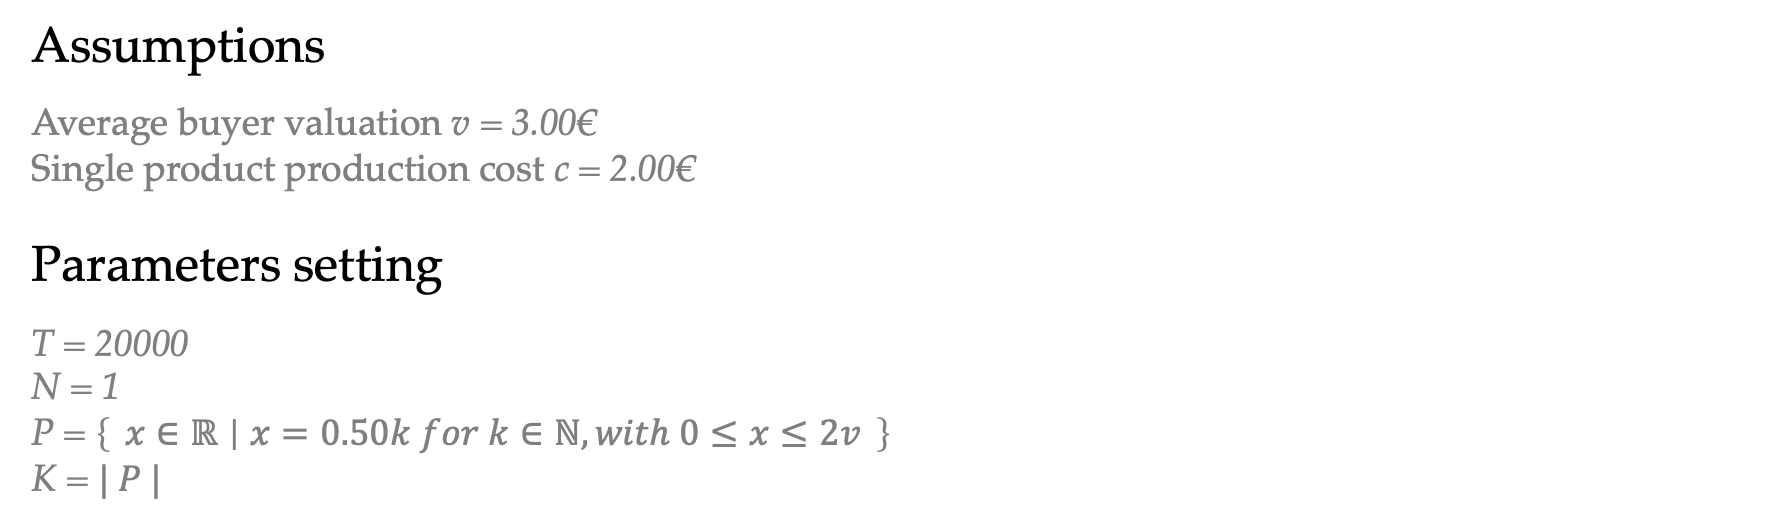 Assumptions
Average buyer valuation v = 3.00€
Single product production cost c = 2.00€
Parameters setting
T = 20000
N = 1
P = { x ∈ ℝ | x = 0.50k for k ∈ ℕ, with 0 ≤ x ≤ 2v }
K = | P |